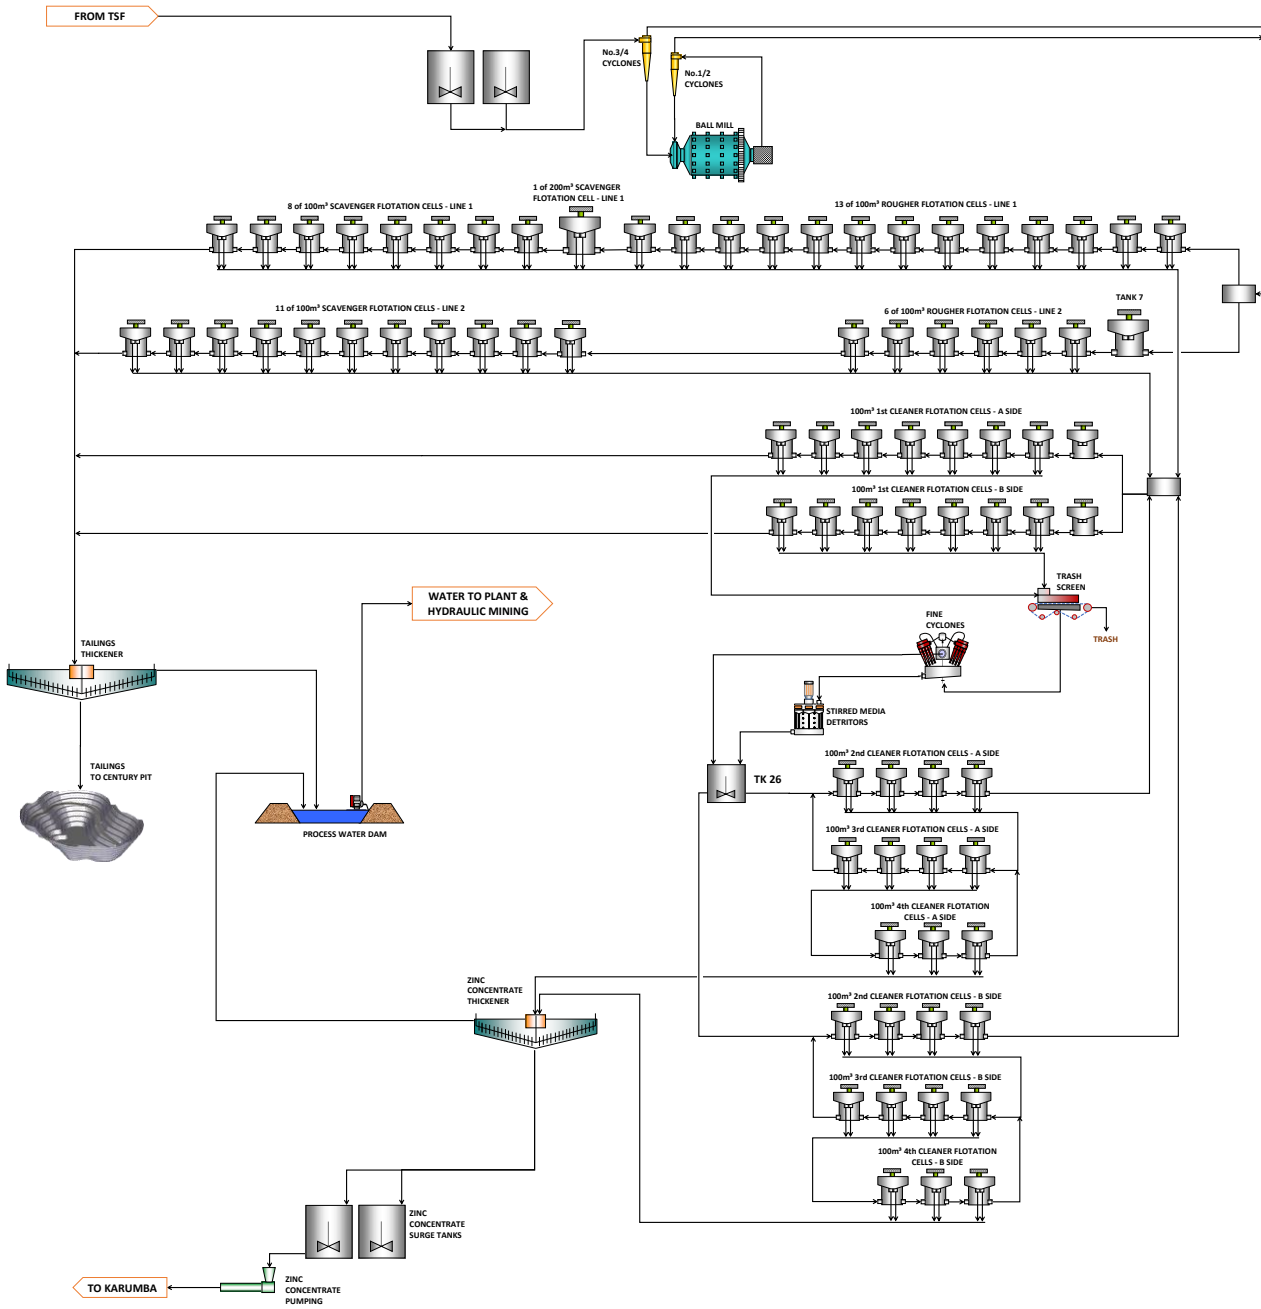 FROM TSF
No.3/4
CYCLONES
No.1/2
CYCLONES
BALL MILL
8 of 100m³ SCAVENGER FLOTATION CELLS - LINE 1
1 of 200m³ SCAVENGER
FLOTATION CELL - LINE 1
13 of 100m³ ROUGHER FLOTATION CELLS - LINE 1
11 of 100m³ SCAVENGER FLOTATION CELLS - LINE 2
6 of 100m³ ROUGHER FLOTATION CELLS - LINE 2
TANK 7
100m³ 1st CLEANER FLOTATION CELLS - A SIDE
100m³ 1st CLEANER FLOTATION CELLS - B SIDE
TRASH
SCREEN
TRASH
WATER TO PLANT &
HYDRAULIC MINING
FINE
CYCLONES
TAILINGS
THICKENER
STIRRED MEDIA
DETRITORS
TAILINGS
TO CENTURY PIT
PROCESS WATER DAM
TK 26
100m³ 2nd CLEANER FLOTATION CELLS - A SIDE
100m³ 3rd CLEANER FLOTATION CELLS - A SIDE
100m³ 4th CLEANER FLOTATION
CELLS - A SIDE
ZINC
CONCENTRATE
THICKENER
100m³ 2nd CLEANER FLOTATION CELLS - B SIDE
100m³ 3rd CLEANER FLOTATION CELLS - B SIDE
100m³ 4th CLEANER FLOTATION
CELLS - B SIDE
ZINC
CONCENTRATE
SURGE TANKS
TO KARUMBA
ZINC
CONCENTRATE
PUMPING